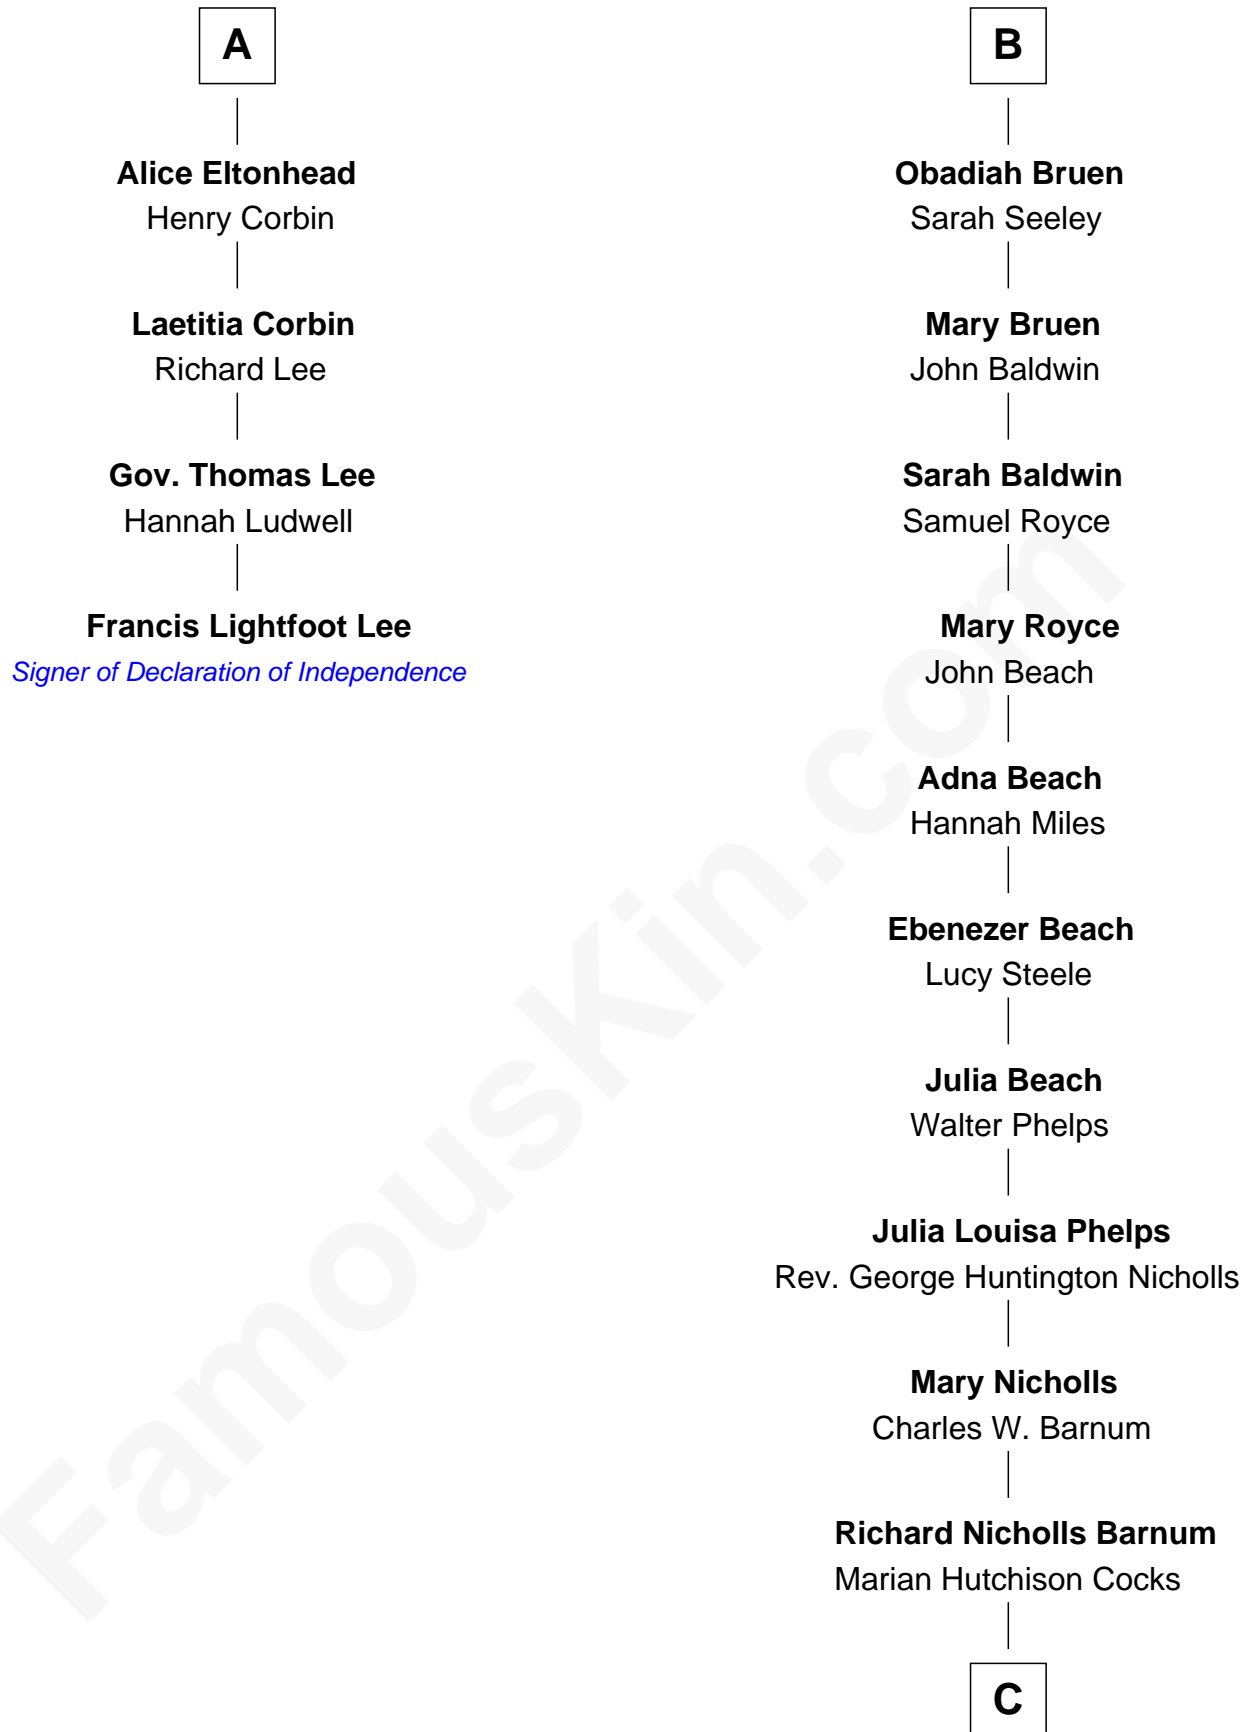 A
Alice Eltonhead
Henry Corbin
Laetitia Corbin
Richard Lee
Gov. Thomas Lee
Hannah Ludwell
Francis Lightfoot Lee
Signer of Declaration of Independence
B
Obadiah Bruen
Sarah Seeley
Mary Bruen
John Baldwin
Sarah Baldwin
Samuel Royce
Mary Royce
John Beach
Adna Beach
Hannah Miles
Ebenezer Beach
Lucy Steele
Julia Beach
Walter Phelps
Julia Louisa Phelps
Rev. George Huntington Nicholls
Mary Nicholls
Charles W. Barnum
Richard Nicholls Barnum
Marian Hutchison Cocks
C
FamousKin.com